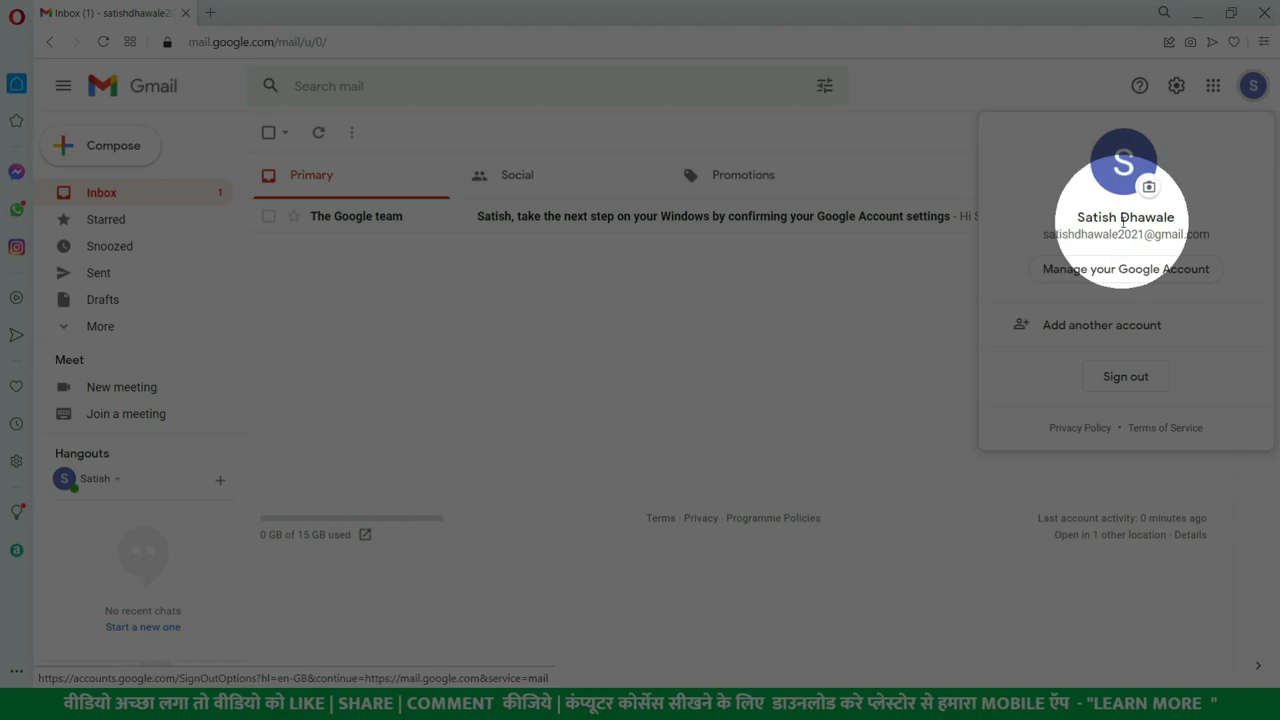 Inbox (1) - satishdhawale20
mail.google.com/mail/u/0/
Gmail
Search mail
S
Compose
Inbox 1
Starred
Snoozed
Sent
Drafts
More
Meet
New meeting
Join a meeting
Hangouts
S Satish
No recent chats
Start a new one
Primary
Social
Promotions
The Google team Satish, take the next step on your Windows by confirming your Google Account settings - Hi S
0 GB of 15 GB used
Terms · Privacy · Programme Policies
Last account activity: 0 minutes ago
Open in 1 other location · Details
S
Satish Dhawale
satishdhawale2021@gmail.com
Manage your Google Account
Add another account
Sign out
Privacy Policy • Terms of Service
https://accounts.google.com/SignOutOptions?hl=en-GB&continue=https://mail.google.com&service=mail
वीडियो अच्छा लगा तो वीडियो को LIKE | SHARE | COMMENT कीजिये | कंप्यूटर कोर्सेस सीखने के लिए डाउनलोड करे प्लेस्टोर से हमारा MOBILE ऍप - "LEARN MORE "